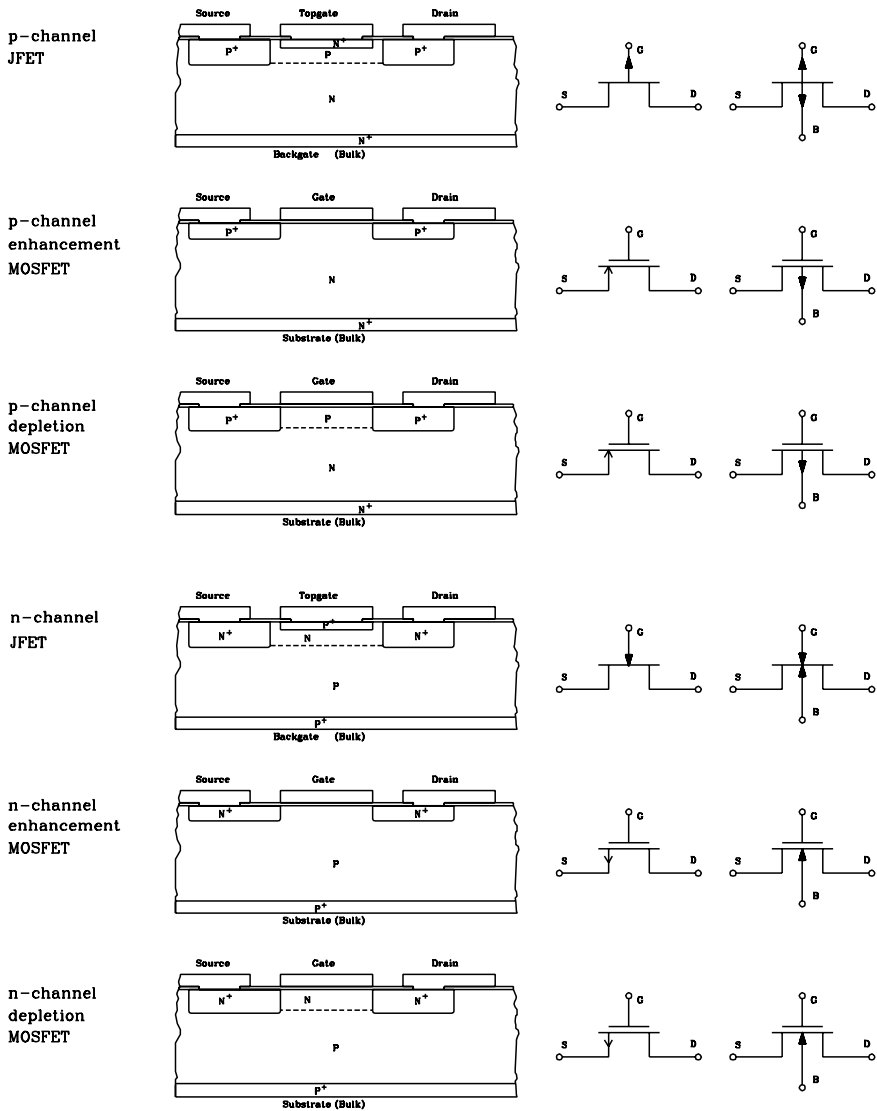 p-channel
JFET
Source Topgate Drain
P+ N+ P+
P
N
N+
Backgate (Bulk)
G
S D
G
S D
B
p-channel
enhancement
MOSFET
Source Gate Drain
P+ P+
N
N+
Substrate (Bulk)
G
S D
G
S D
B
p-channel
depletion
MOSFET
Source Gate Drain
P+ P P+
N
N+
Substrate (Bulk)
G
S D
G
S D
B
n-channel
JFET
Source Topgate Drain
N+ P+ N+
N
P
P+
Backgate (Bulk)
G
S D
G
S D
B
n-channel
enhancement
MOSFET
Source Gate Drain
N+ N+
P
P+
Substrate (Bulk)
G
S D
G
S D
B
n-channel
depletion
MOSFET
Source Gate Drain
N+ N N+
P
P+
Substrate (Bulk)
G
S D
G
S D
B